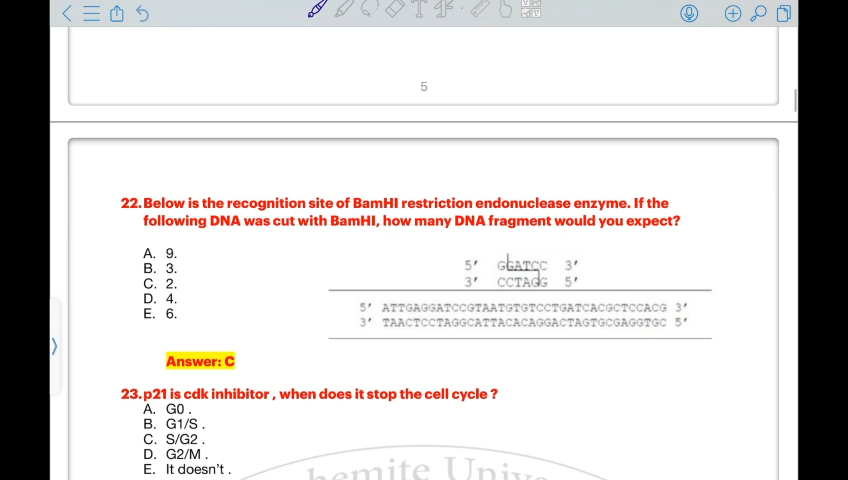 5
22. Below is the recognition site of BamHI restriction endonuclease enzyme. If the
following DNA was cut with BamHI, how many DNA fragment would you expect?
A. 9.
B. 3.
C. 2.
D. 4.
E. 6.
5′ GGATCC 3′
3′ CCTAGG 5′
5′ ATTGAGGATCCGTAATGTGTCCTGATCACGCTCCACG 3′
3′ TAACTCCTAGGCATTACACAGGACTAGTGCGAGGTGC 5′
Answer: C
23. p21 is cdk inhibitor , when does it stop the cell cycle ?
A. G0 .
B. G1/S .
C. S/G2 .
D. G2/M .
E. It doesn't .